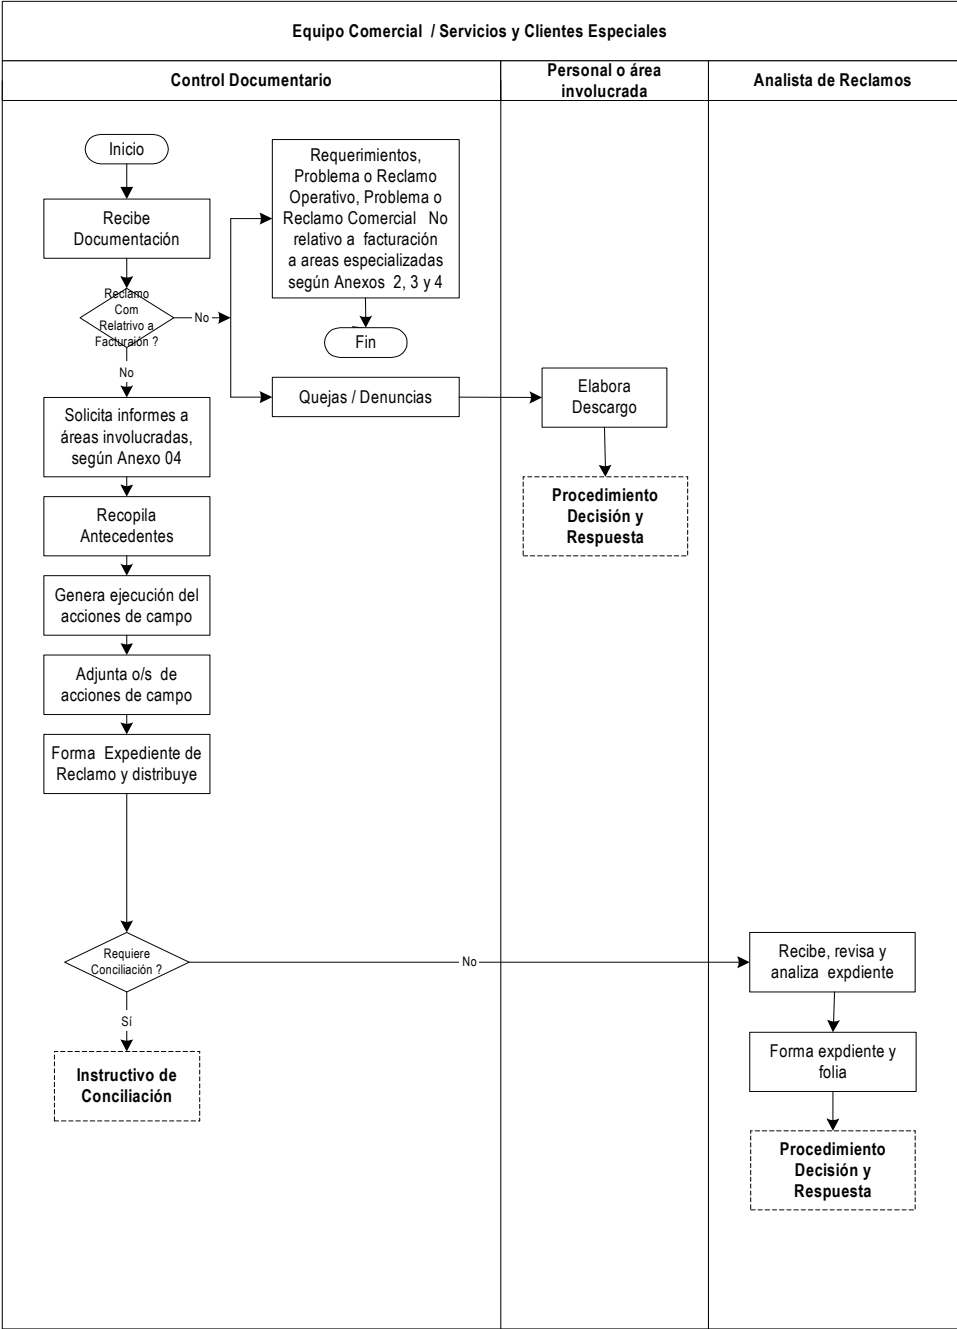 Equipo Comercial / Servicios y Clientes Especiales
Control Documentario
Personal o área
involucrada
Analista de Reclamos
Inicio
Recibe
Documentación
Reclamo
Com
Relatrivo a
Facturaión ?
No
No
Requerimientos,
Problema o Reclamo
Operativo, Problema o
Reclamo Comercial No
relativo a facturación
a areas especializadas
según Anexos 2, 3 y 4
Fin
Quejas / Denuncias
Elabora
Descargo
Procedimiento
Decisión y
Respuesta
Solicita informes a
áreas involucradas,
según Anexo 04
Recopila
Antecedentes
Genera ejecución del
acciones de campo
Adjunta o/s de
acciones de campo
Forma Expediente de
Reclamo y distribuye
Requiere
Conciliación ?
No
Sí
Instructivo de
Conciliación
Recibe, revisa y
analiza expdiente
Forma expdiente y
folia
Procedimiento
Decisión y
Respuesta